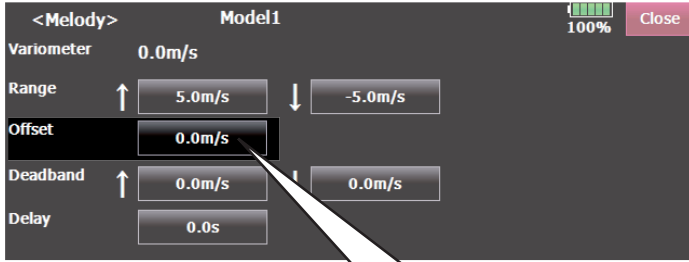 <Melody> Model1 100% Close
Variometer 0.0m/s
Range ↑ 5.0m/s ↓ -5.0m/s
Offset 0.0m/s
Deadband ↑ 0.0m/s ↓ 0.0m/s
Delay 0.0s